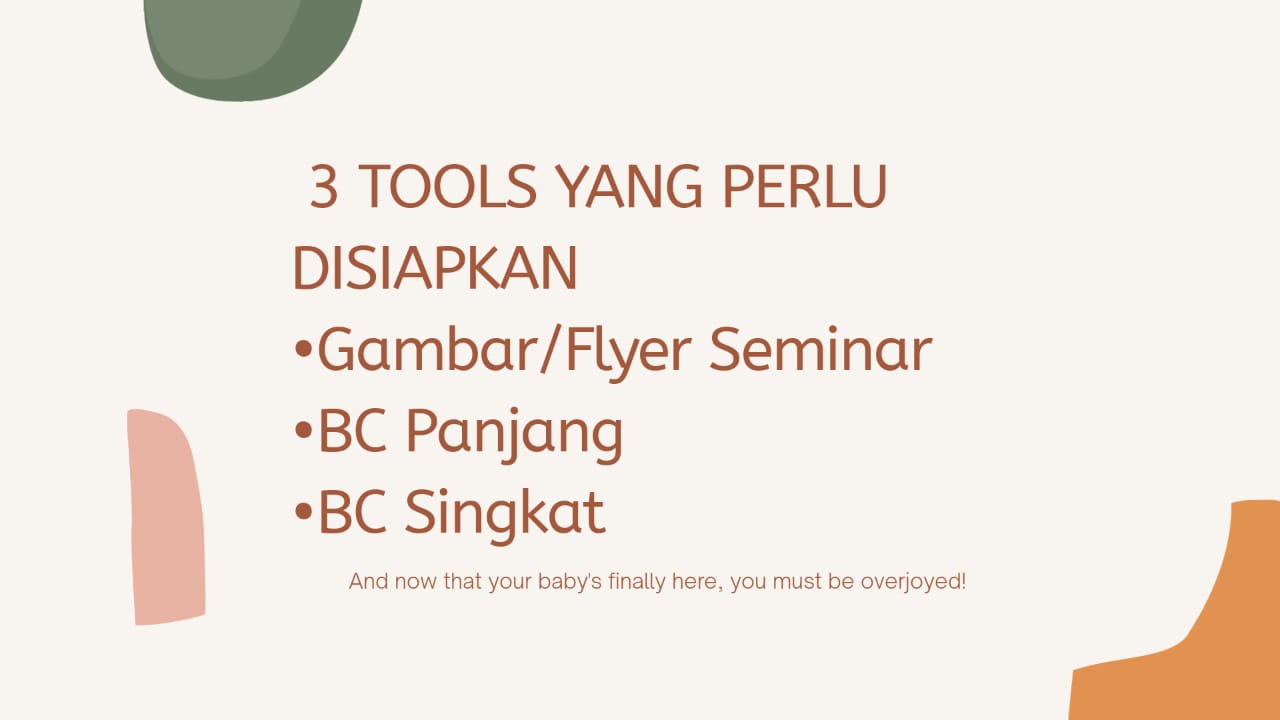 3 TOOLS YANG PERLU
DISIAPKAN
•Gambar/Flyer Seminar
•BC Panjang
•BC Singkat
And now that your baby's finally here, you must be overjoyed!